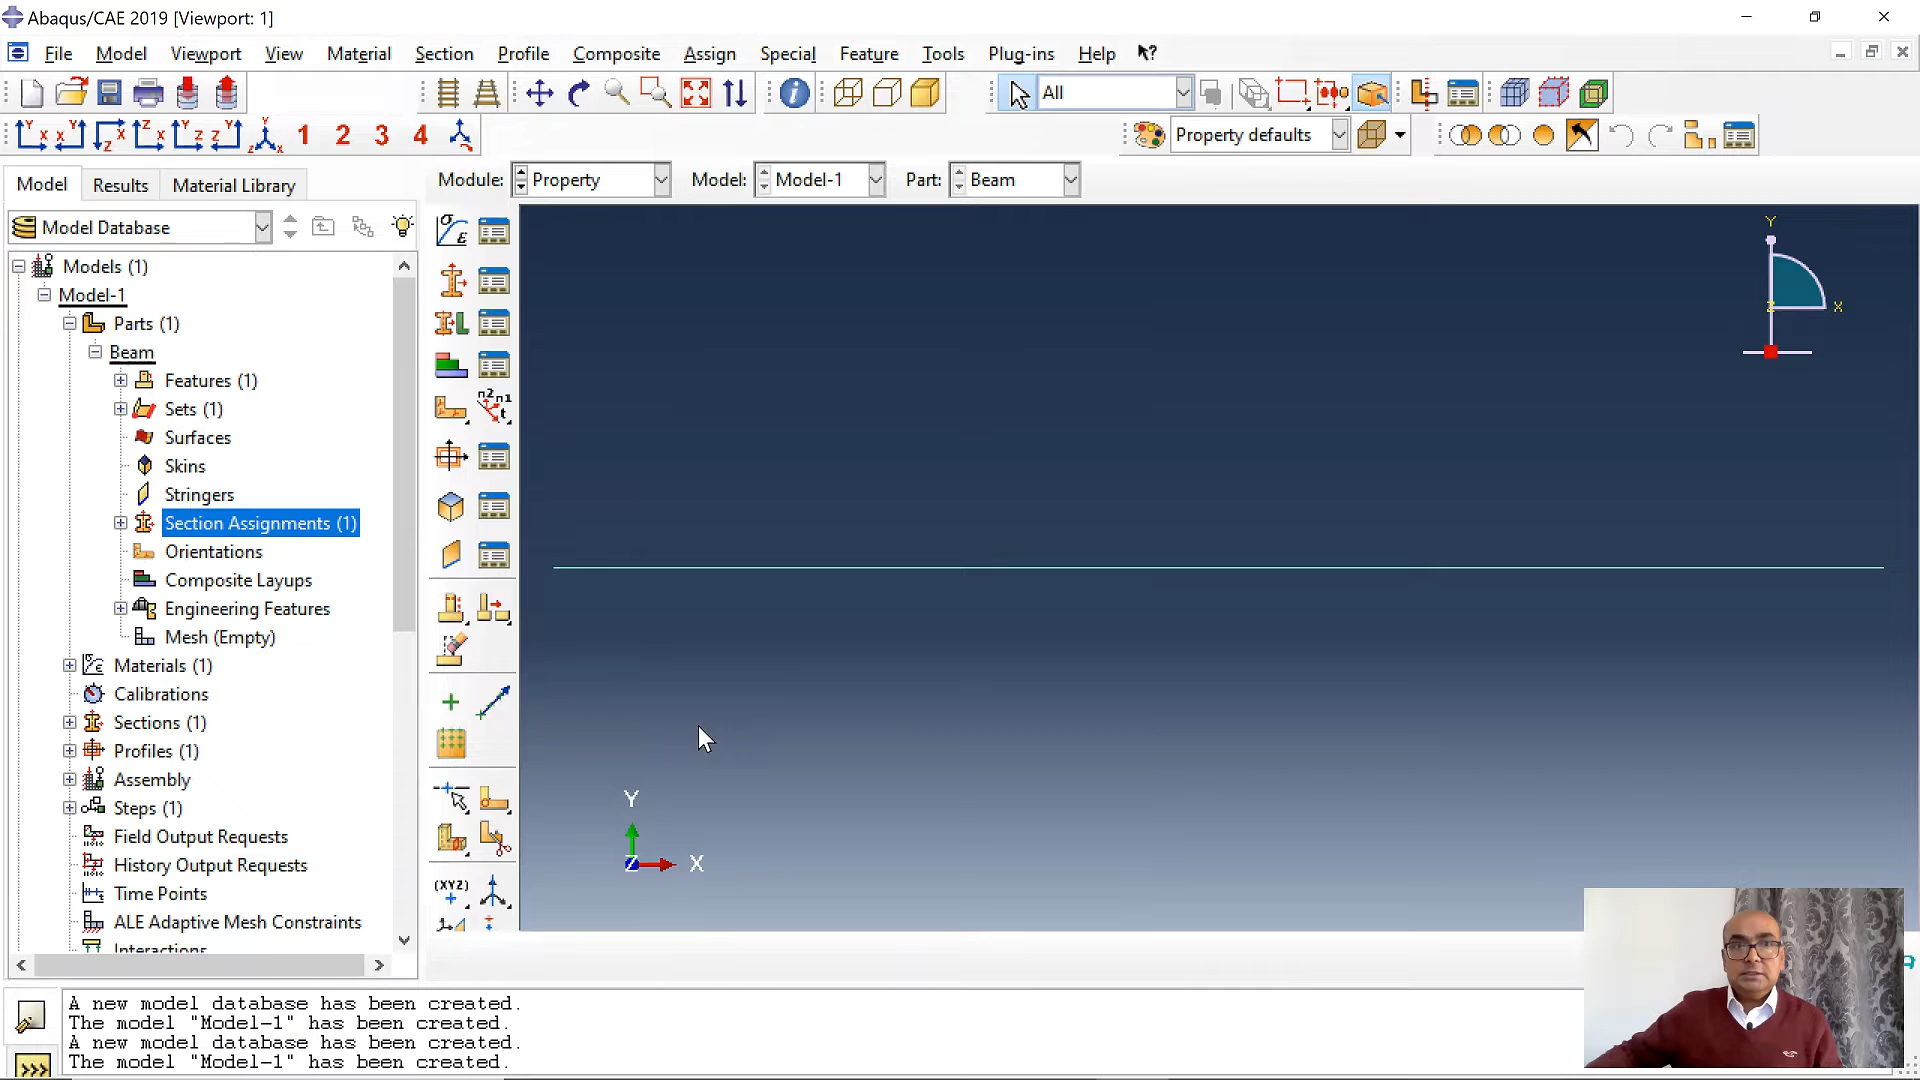 Abaqus/CAE 2019 [Viewport: 1]
File Model Viewport View Material Section Profile Composite Assign Special Feature Tools Plug-ins Help
All
1 2 3 4
Property defaults
Model Results Material Library
Module: Property Model: Model-1 Part: Beam
Model Database
Models (1)
Model-1
Parts (1)
Beam
Features (1)
Sets (1)
Surfaces
Skins
Stringers
Section Assignments (1)
Orientations
Composite Layups
Engineering Features
Mesh (Empty)
Materials (1)
Calibrations
Sections (1)
Profiles (1)
Assembly
Steps (1)
Field Output Requests
History Output Requests
Time Points
ALE Adaptive Mesh Constraints
Interactions
(XYZ)
Y
Z
X
Y
Z X
A new model database has been created.
The model "Model-1" has been created.
A new model database has been created.
The model "Model-1" has been created.
>>>